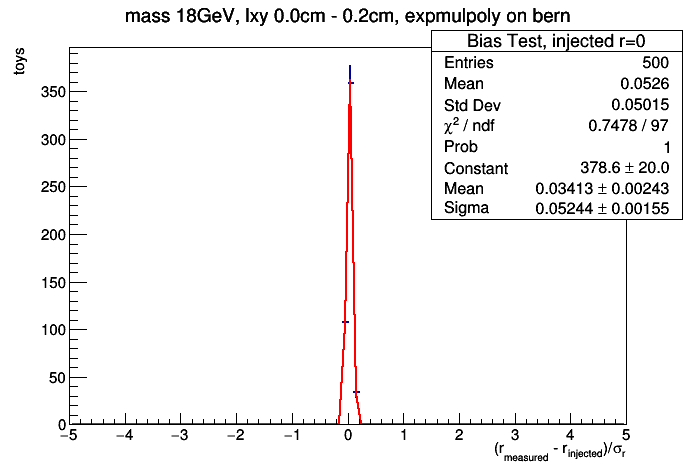 mass 18GeV, lxy 0.0cm - 0.2cm, expmulpoly on bern
Bias Test, injected r=0
Entries 500
Mean 0.0526
Std Dev 0.05015
χ² / ndf 0.7478 / 97
Prob 1
Constant 378.6 ± 20.0
Mean 0.03413 ± 0.00243
Sigma 0.05244 ± 0.00155
toys
350
300
250
200
150
100
50
0
−5 −4 −3 −2 −1 0 1 2 3 4 5
(r_measured - r_injected)/σ_r